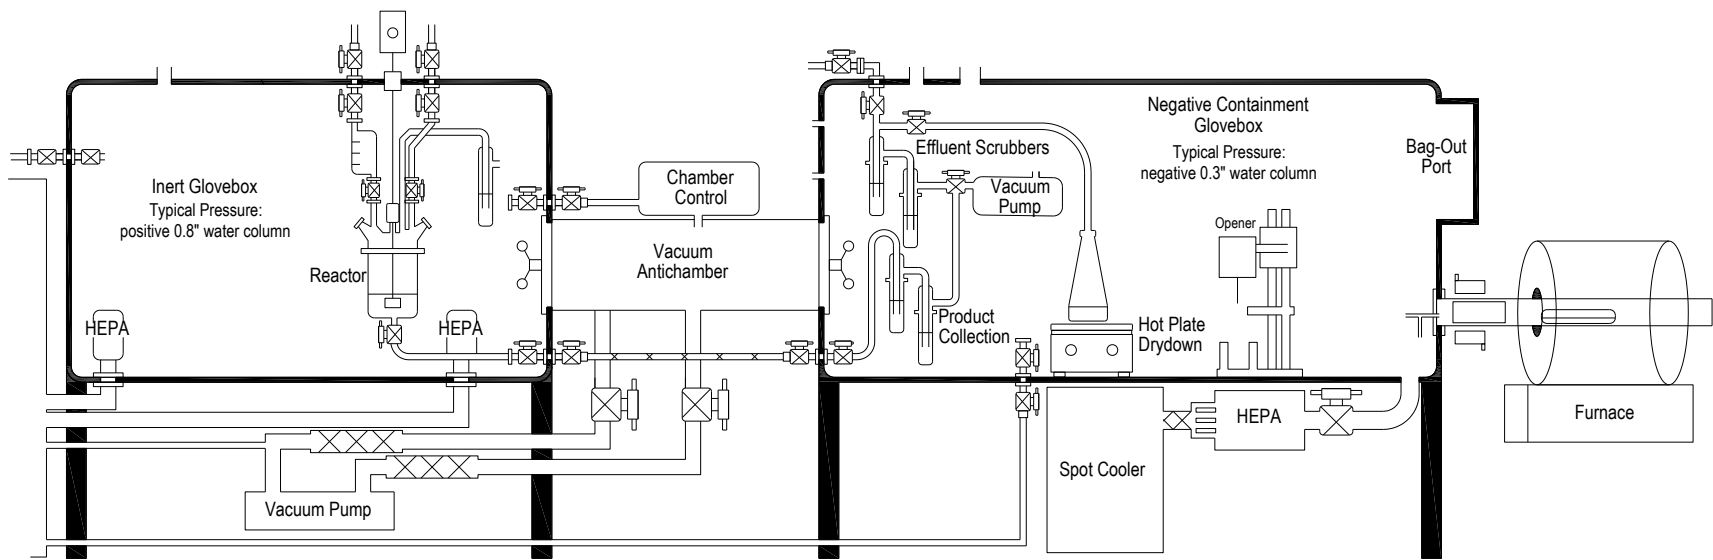 Inert Glovebox
Typical Pressure:
positive 0.8" water column
Reactor
HEPA
HEPA
Vacuum Pump
Chamber
Control
Vacuum
Antichamber
Effluent Scrubbers
Vacuum
Pump
Product
Collection
Negative Containment
Glovebox
Typical Pressure:
negative 0.3" water column
Opener
Hot Plate
Drydown
Bag-Out
Port
Spot Cooler
HEPA
Furnace